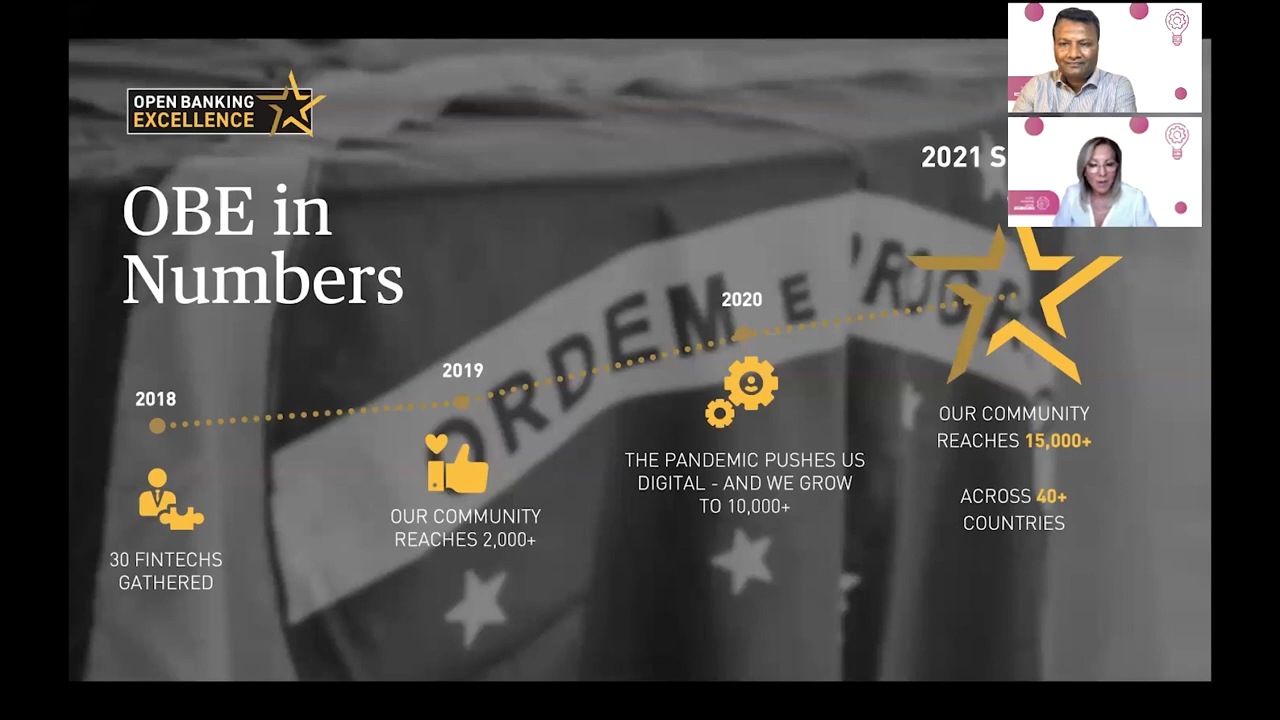 OPEN BANKING
EXCELLENCE
OBE in
Numbers
2018
30 FINTECHS
GATHERED
2019
OUR COMMUNITY
REACHES 2,000+
2020
THE PANDEMIC PUSHES US
DIGITAL - AND WE GROW
TO 10,000+
2021 S
OUR COMMUNITY
REACHES 15,000+
ACROSS 40+
COUNTRIES
ORDEM E